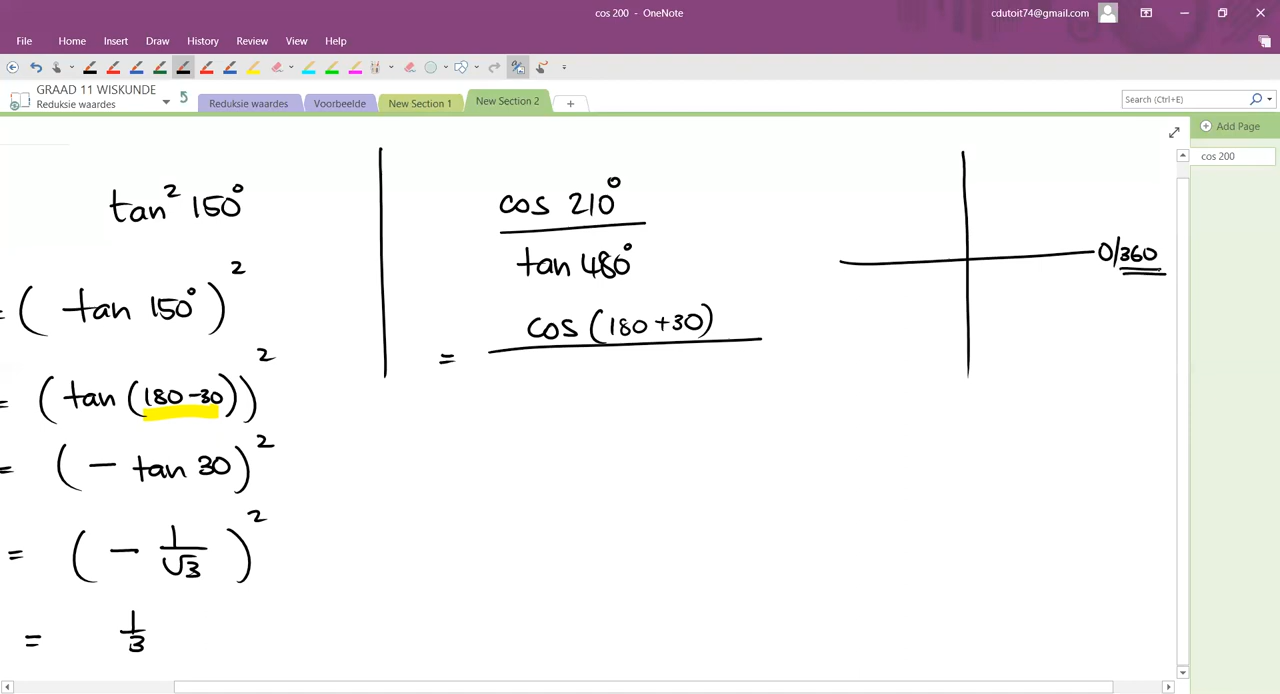 cos 200 - OneNote
cdutoit74@gmail.com
File Home Insert Draw History Review View Help
GRAAD 11 WISKUNDE
Reduksie waardes
Reduksie waardes Voorbeelde New Section 1 New Section 2 +
Search (Ctrl+E)
Add Page
cos 200
tan² 150°
= (tan 150°)²
= (tan (180-30))²
= (- tan 30)²
= (- 1/√3)²
= 1/3
cos 210°
tan 480°
= cos (180+30)
0/360